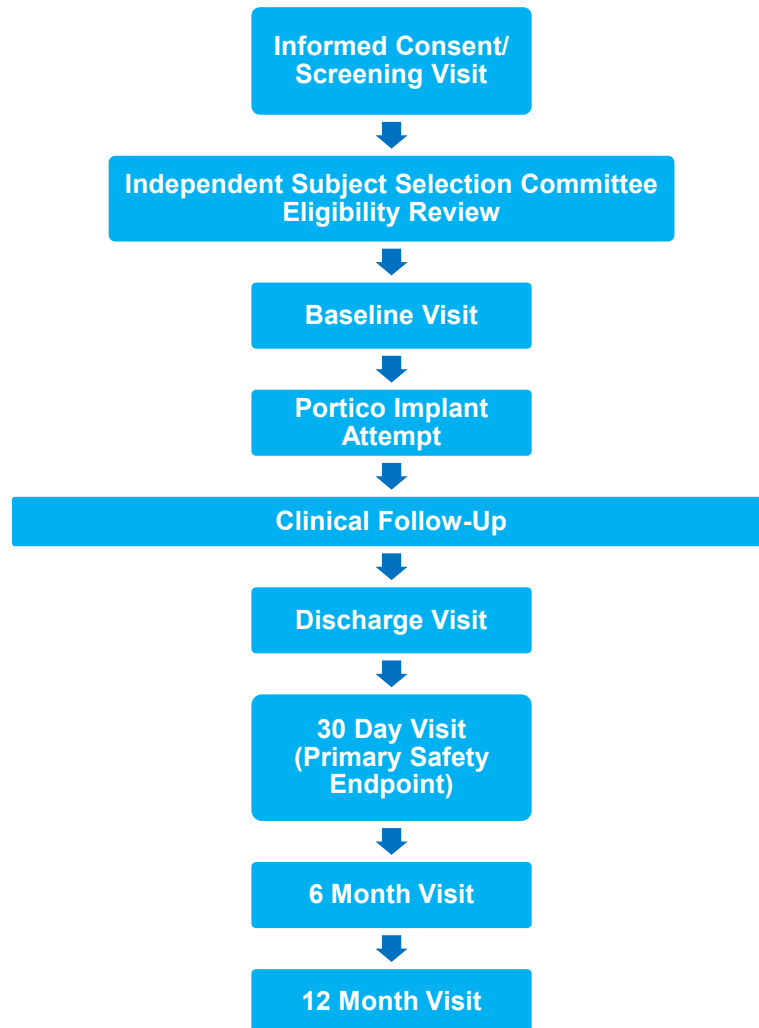 Informed Consent/
Screening Visit
Independent Subject Selection Committee
Eligibility Review
Baseline Visit
Portico Implant
Attempt
Clinical Follow-Up
Discharge Visit
30 Day Visit
(Primary Safety
Endpoint)
6 Month Visit
12 Month Visit